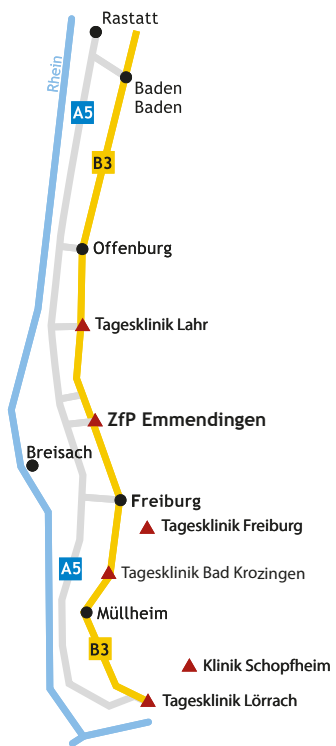 Rastatt
Rhein
Baden
Baden
A5
B3
Offenburg
Tagesklinik Lahr
ZfP Emmendingen
Breisach
Freiburg
Tagesklinik Freiburg
A5
Tagesklinik Bad Krozingen
Müllheim
B3
Klinik Schopfheim
Tagesklinik Lörrach